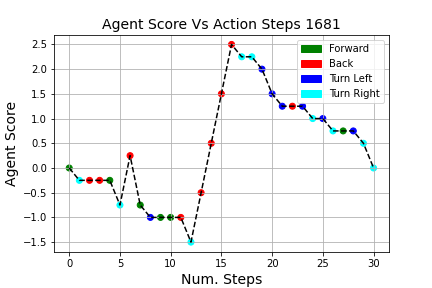 Agent Score Vs Action Steps 1681
Agent Score
2.5
2.0
1.5
1.0
0.5
0.0
−0.5
−1.0
−1.5
Forward
Back
Turn Left
Turn Right
0 5 10 15 20 25 30
Num. Steps